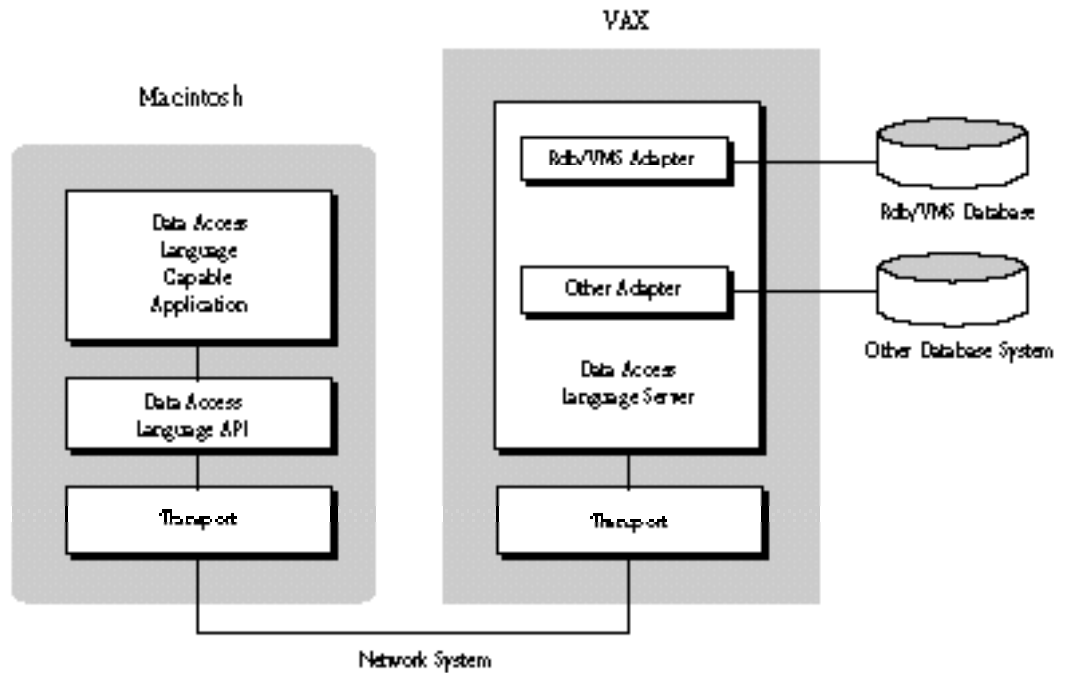 VAX
Macintosh
Data Access
Language
Capable
Application
Data Access
Language API
Transport
Rdb/VMS Adapter
Other Adapter
Data Access
Language Server
Transport
Rdb/VMS Database
Other Database System
Network System